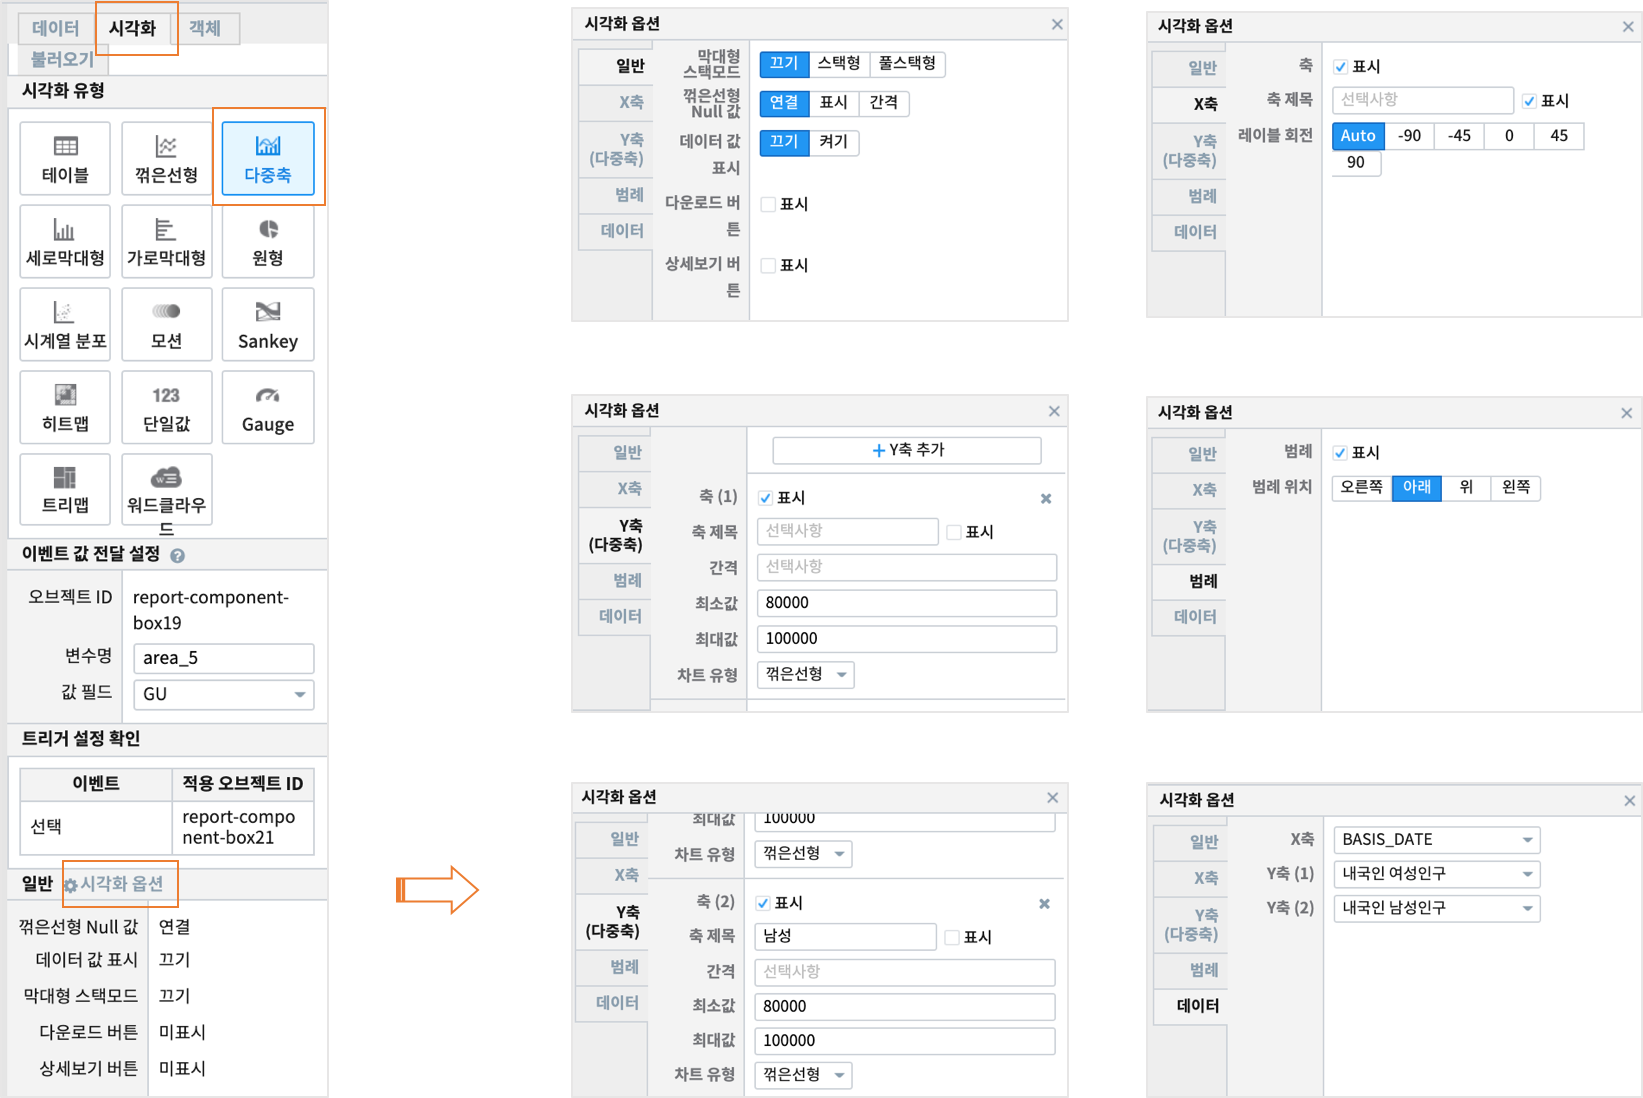 데이터 시각화 객체
불러오기
시각화 유형
테이블 꺾은선형 다중축
세로막대형 가로막대형 원형
시계열 분포 모션 Sankey
123
히트맵 단일값 Gauge
W≡
트리맵 워드클라우
드
이벤트 값 전달 설정 ?
오브젝트 ID report-component-
box19
변수명 area_5
값 필드 GU
트리거 설정 확인
이벤트 적용 오브젝트 ID
선택 report-compo
nent-box21
일반 시각화 옵션
꺾은선형 Null 값 연결
데이터 값 표시 끄기
막대형 스택모드 끄기
다운로드 버튼 미표시
상세보기 버튼 미표시
시각화 옵션
일반
X축
Y축
(다중축)
범례
데이터
막대형
스택모드 끄기 스택형 풀스택형
꺾은선형
Null 값 연결 표시 간격
데이터 값 끄기 켜기
표시
다운로드 버 표시
튼
상세보기 버 표시
튼
시각화 옵션
일반
X축
Y축
(다중축)
범례
데이터
축 표시
축 제목 선택사항 표시
레이블 회전 Auto -90 -45 0 45
90
시각화 옵션
일반
X축
Y축
(다중축)
범례
데이터
+ Y축 추가
축 (1) 표시
축 제목 선택사항 표시
간격 선택사항
최소값 80000
최대값 100000
차트 유형 꺾은선형
시각화 옵션
일반
X축
Y축
(다중축)
범례
데이터
범례 표시
범례 위치 오른쪽 아래 위 왼쪽
시각화 옵션
일반
X축
Y축
(다중축)
범례
데이터
최대값 100000
차트 유형 꺾은선형
축 (2) 표시
축 제목 남성 표시
간격 선택사항
최소값 80000
최대값 100000
차트 유형 꺾은선형
시각화 옵션
일반
X축
Y축
(다중축)
범례
데이터
X축 BASIS_DATE
Y축 (1) 내국인 여성인구
Y축 (2) 내국인 남성인구